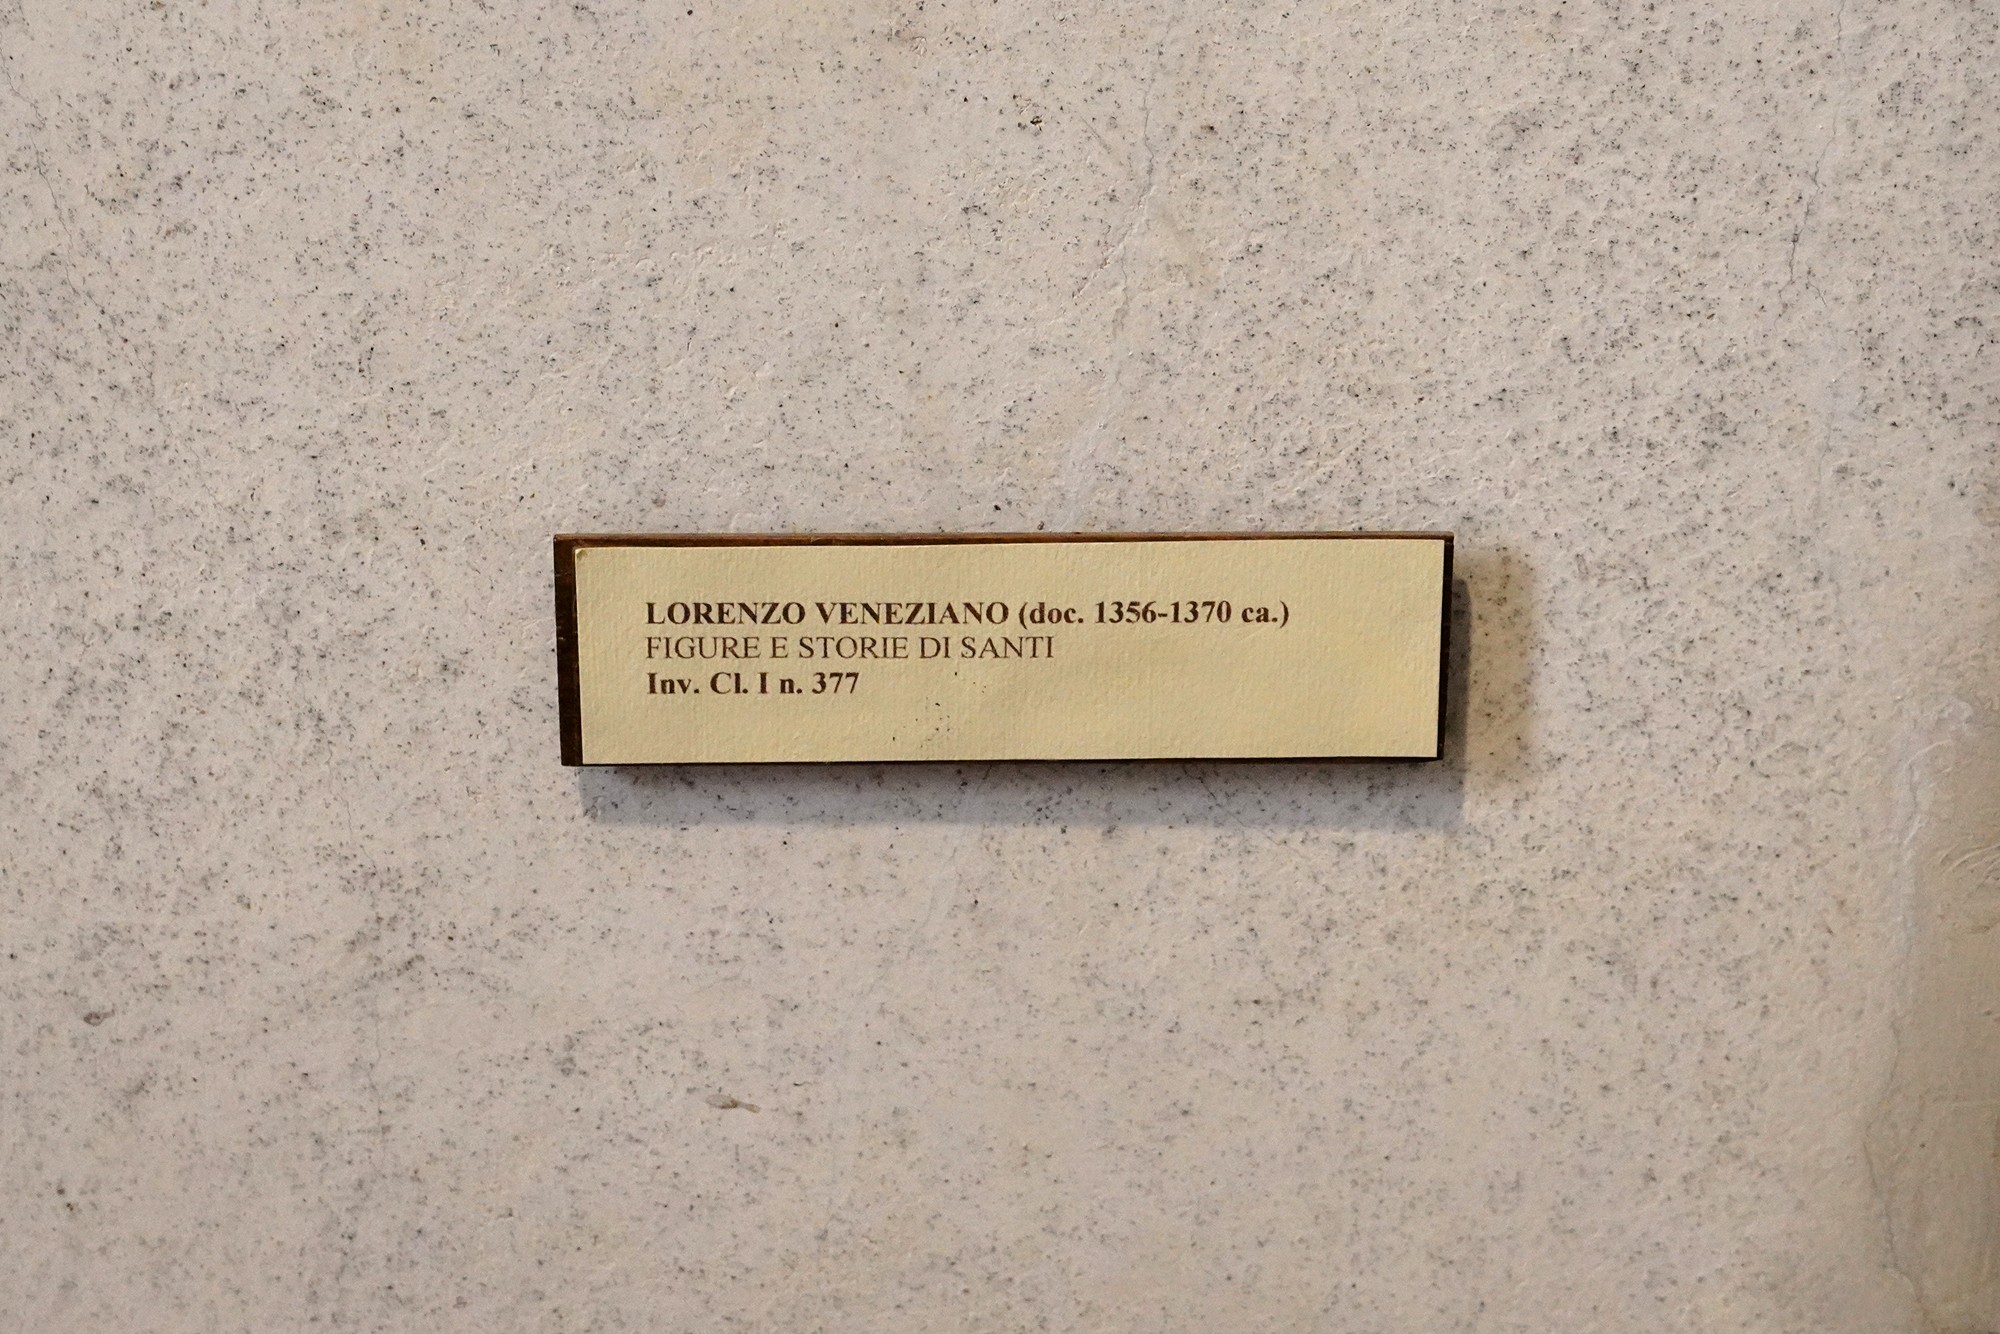 LORENZO VENEZIANO (doc. 1356-1370 ca.)
FIGURE E STORIE DI SANTI
Inv. Cl. I n. 377